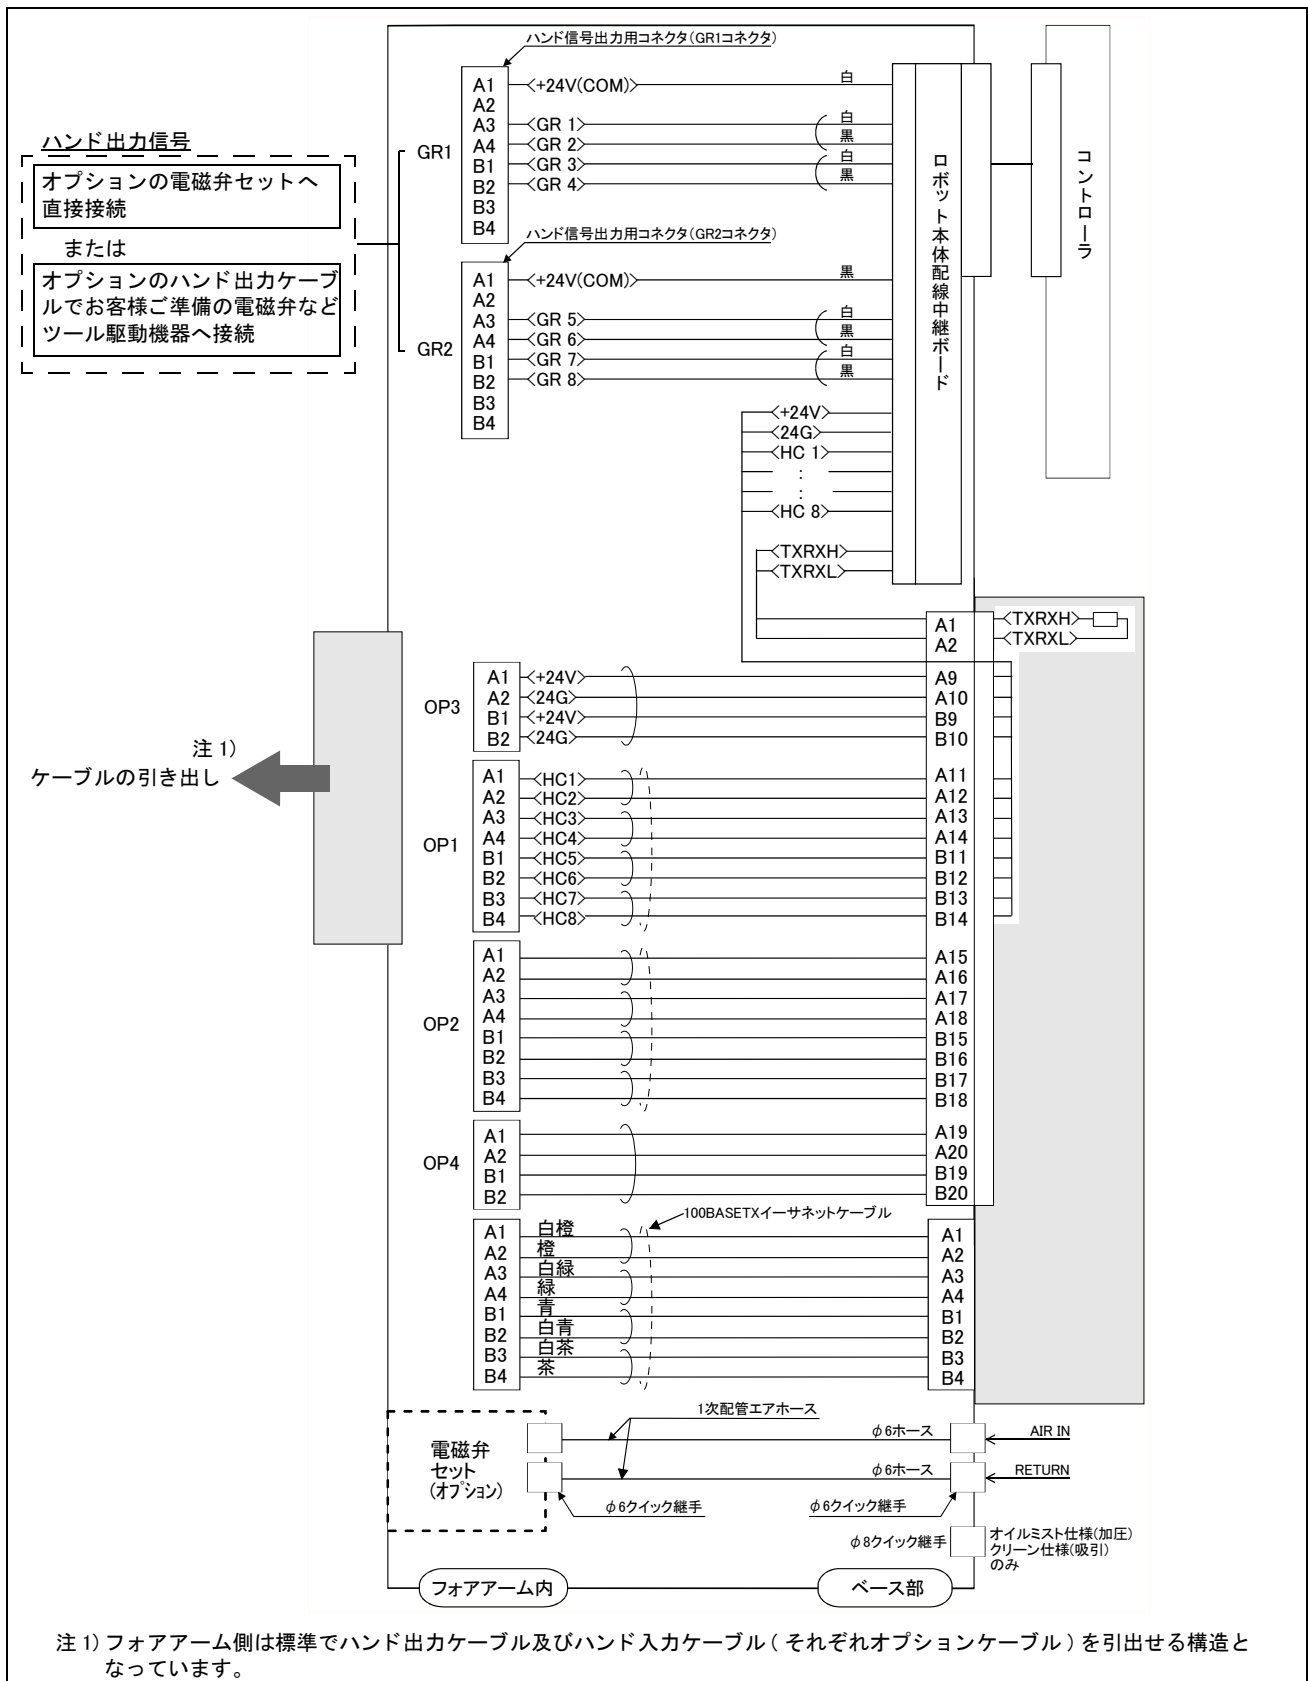 ハンド信号出力用コネクタ(GR1コネクタ)
A1 <+24V(COM)> 白
A2
A3 <GR 1> 白
A4 <GR 2> 黒
B1 <GR 3> 白
B2 <GR 4> 黒
B3
B4
GR1
ハンド出力信号
オプションの電磁弁セットへ
直接接続
または
オプションのハンド出力ケーブ
ルでお客様ご準備の電磁弁など
ツール駆動機器へ接続
ハンド信号出力用コネクタ(GR2コネクタ)
A1 <+24V(COM)> 黒
A2
A3 <GR 5> 白
A4 <GR 6> 黒
B1 <GR 7> 白
B2 <GR 8> 黒
B3
B4
GR2
ロボット本体配線中継ボード
コントローラ
<+24V>
<24G>
<HC 1>
:
:
<HC 8>
<TXRXH>
<TXRXL>
A1 <TXRXH>
A2 <TXRXL>
OP3
A1 <+24V> A9
A2 <24G> A10
B1 <+24V> B9
B2 <24G> B10
注 1)
ケーブルの引き出し
OP1
A1 <HC1> A11
A2 <HC2> A12
A3 <HC3> A13
A4 <HC4> A14
B1 <HC5> B11
B2 <HC6> B12
B3 <HC7> B13
B4 <HC8> B14
OP2
A1 A15
A2 A16
A3 A17
A4 A18
B1 B15
B2 B16
B3 B17
B4 B18
OP4
A1 A19
A2 A20
B1 B19
B2 B20
100BASETXイーサネットケーブル
A1 白橙 A1
A2 橙 A2
A3 白緑 A3
A4 緑 A4
B1 青 B1
B2 白青 B2
B3 白茶 B3
B4 茶 B4
1次配管エアホース
φ6ホース AIR IN
φ6ホース RETURN
電磁弁
セット
(オプション)
φ6クイック継手
φ6クイック継手
φ8クイック継手
オイルミスト仕様(加圧)
クリーン仕様(吸引)
のみ
フォアアーム内
ベース部
注 1) フォアアーム側は標準でハンド出力ケーブル及びハンド入力ケーブル ( それぞれオプションケーブル ) を引出せる構造と
なっています。